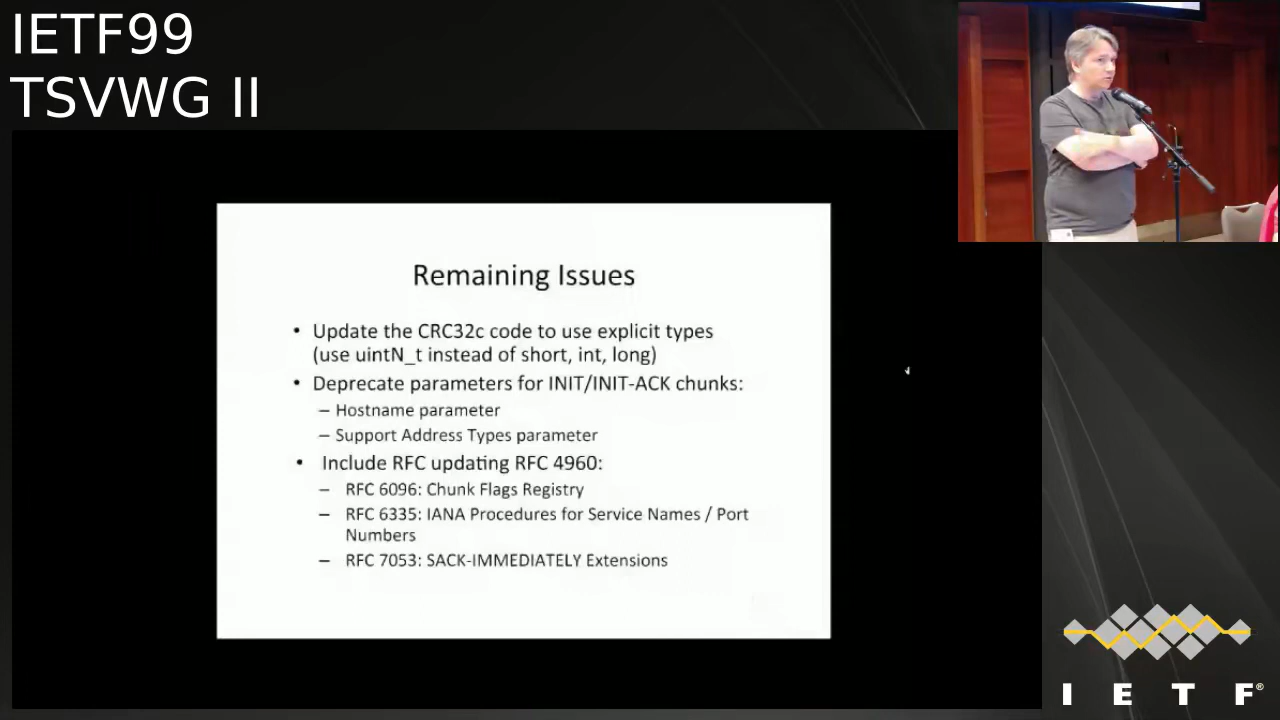 IETF99
TSVWG II
Remaining Issues
• Update the CRC32c code to use explicit types
(use uintN_t instead of short, int, long)
• Deprecate parameters for INIT/INIT-ACK chunks:
– Hostname parameter
– Support Address Types parameter
• Include RFC updating RFC 4960:
– RFC 6096: Chunk Flags Registry
– RFC 6335: IANA Procedures for Service Names / Port
Numbers
– RFC 7053: SACK-IMMEDIATELY Extensions
I E T F®